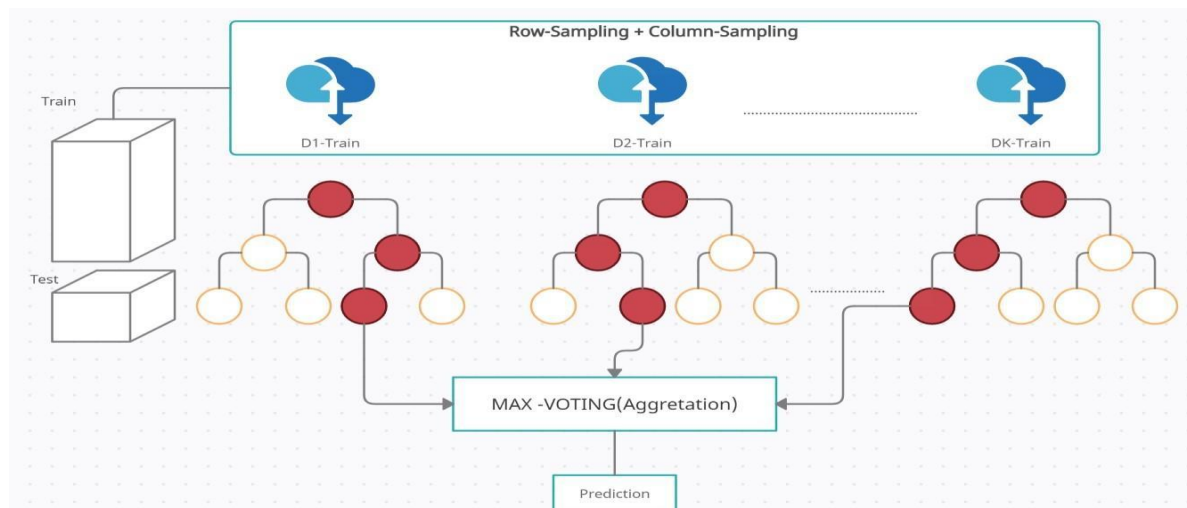 Row-Sampling + Column-Sampling
Train
D1-Train
D2-Train
DK-Train
Test
MAX -VOTING(Aggretation)
Prediction